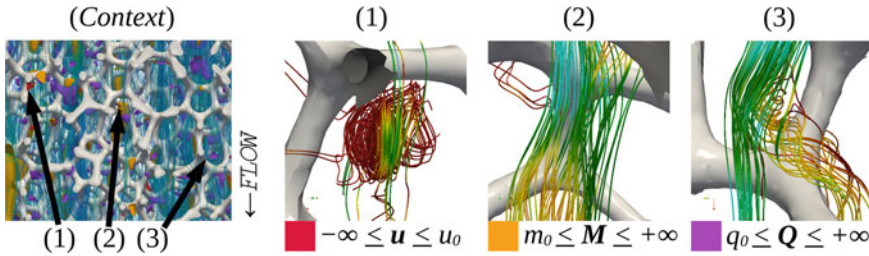 (Context)
(1)
(2)
(3)
←FLOW
(1)
(2)
(3)
−∞ ≤ u ≤ u₀
m₀ ≤ M ≤ +∞
q₀ ≤ Q ≤ +∞